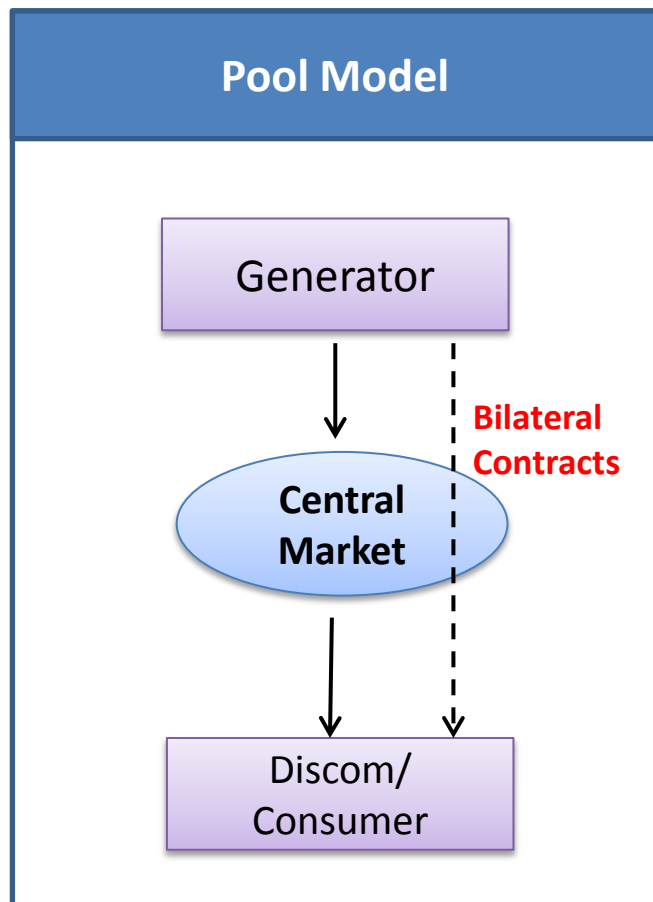 Pool Model
Generator
Bilateral
Contracts
Central
Market
Discom/
Consumer